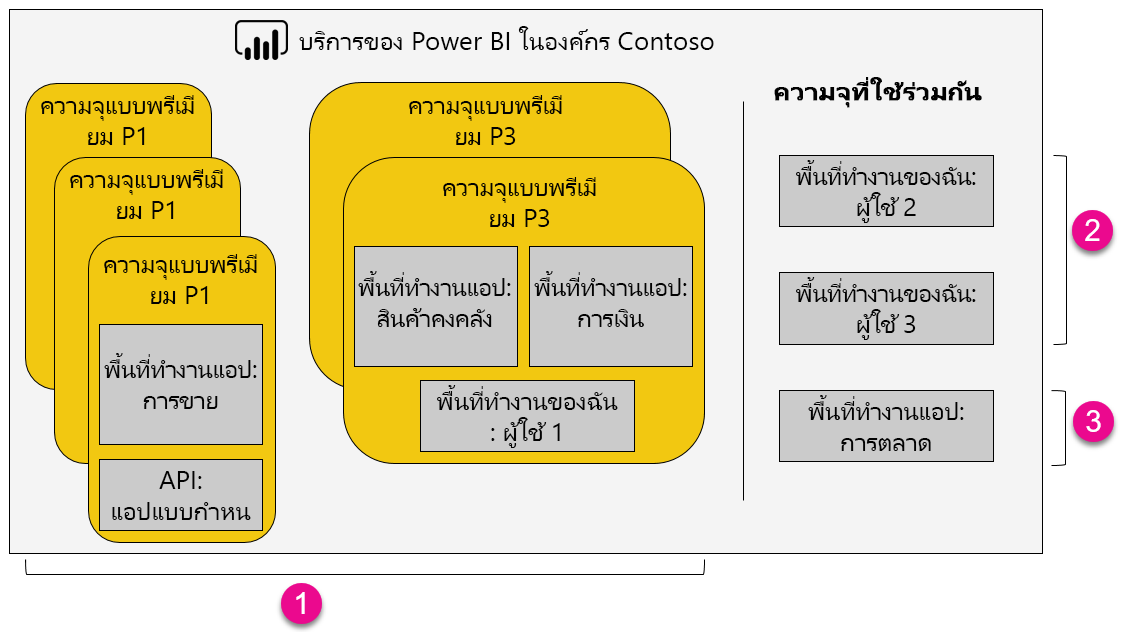 บริการของ Power BI ในองค์กร Contoso
ความจุแบบพรีเมี
ยม P1
ความจุแบบพรีเมี
ยม P1
ความจุแบบพรีเมี
ยม P1
พื้นที่ทำงานแอป:
การขาย
API:
แอปแบบกำหน
ความจุแบบพรีเมี
ยม P3
ความจุแบบพรีเมี
ยม P3
พื้นที่ทำงานแอป:
สินค้าคงคลัง
พื้นที่ทำงานแอป:
การเงิน
พื้นที่ทำงานของฉัน
: ผู้ใช้ 1
ความจุที่ใช้ร่วมกัน
พื้นที่ทำงานของฉัน:
ผู้ใช้ 2
พื้นที่ทำงานของฉัน:
ผู้ใช้ 3
พื้นที่ทำงานแอป:
การตลาด
2
3
1